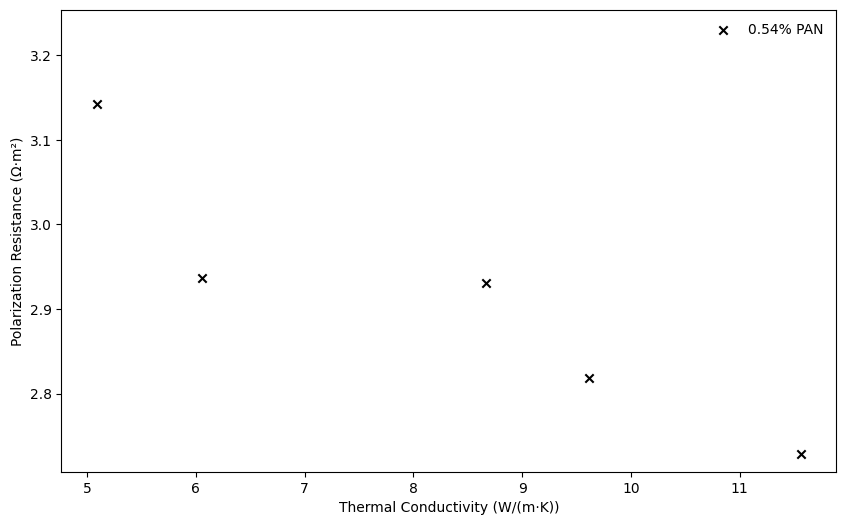 0.54% PAN
3.2
3.1
3.0
2.9
2.8
Polarization Resistance (Ω·m²)
5 6 7 8 9 10 11
Thermal Conductivity (W/(m·K))